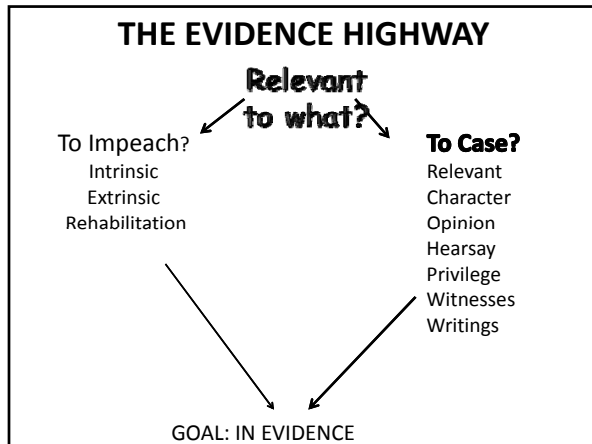 THE EVIDENCE HIGHWAY
Relevant
to what?
To Impeach?
Intrinsic
Extrinsic
Rehabilitation
To Case?
Relevant
Character
Opinion
Hearsay
Privilege
Witnesses
Writings
GOAL: IN EVIDENCE